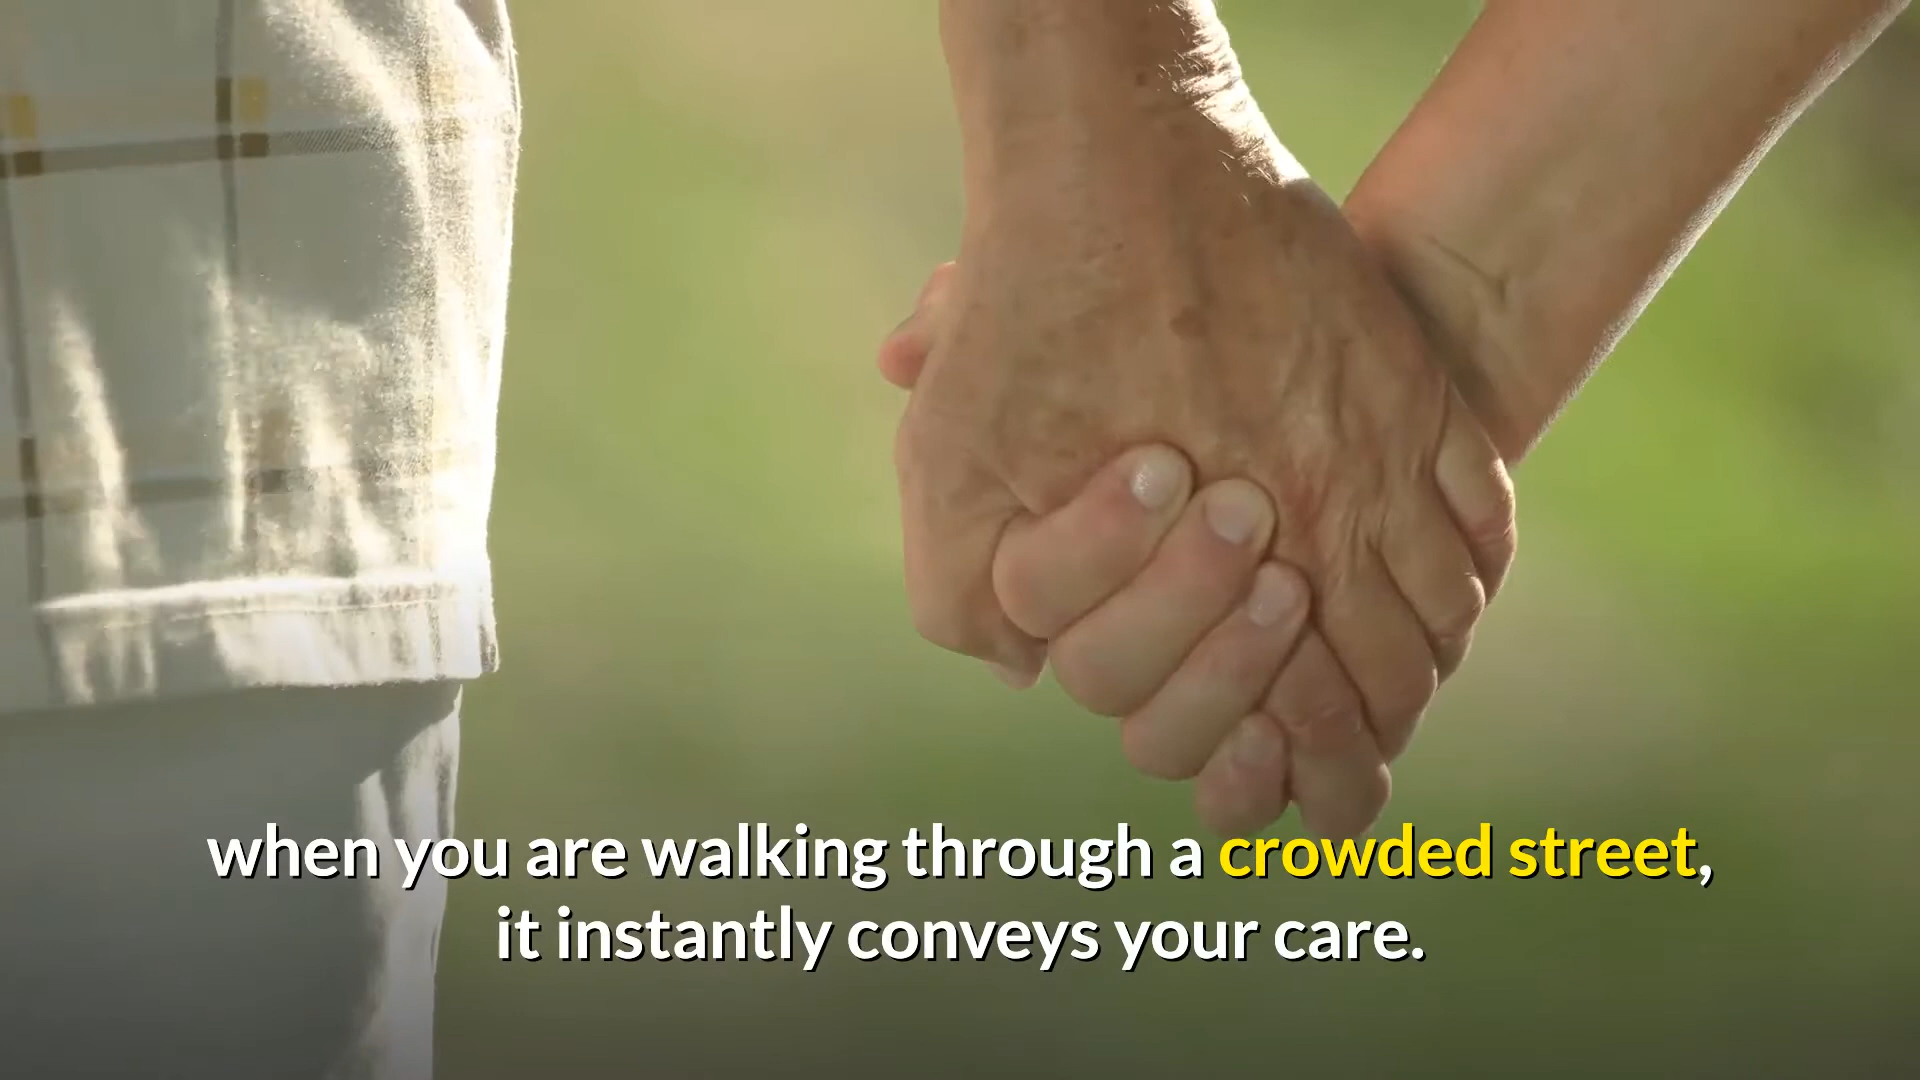 when you are walking through a crowded street,
it instantly conveys your care.